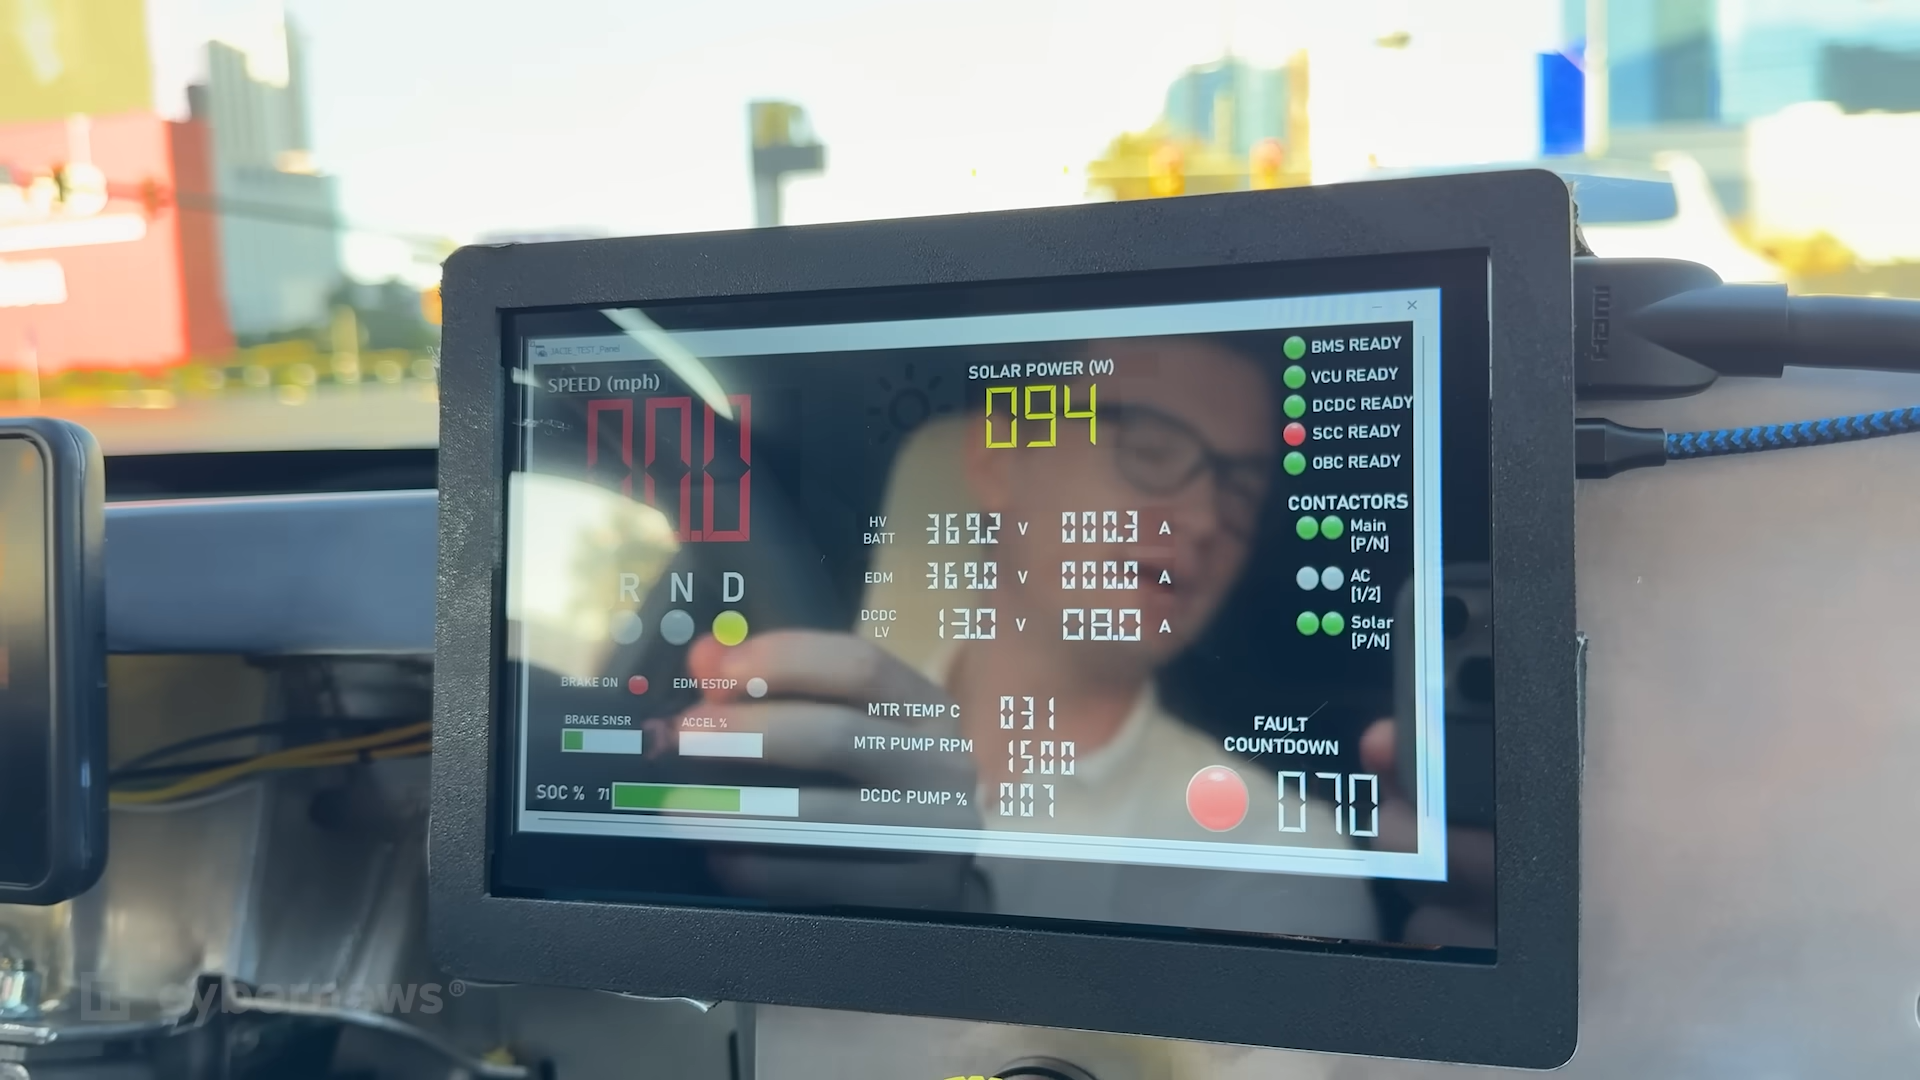 SPEED (mph)
00.0
R N D
BRAKE ON
EDM ESTOP
BRAKE SNSR
ACCEL %
SOC % 71
SOLAR POWER (W)
094
HV BATT 369.2 V 000.3 A
EDM 369.0 V 000.0 A
DCDC LV 13.0 V 08.0 A
MTR TEMP C 031
MTR PUMP RPM 1500
DCDC PUMP % 007
BMS READY
VCU READY
DCDC READY
SCC READY
OBC READY
CONTACTORS
Main
[P/N]
AC
[1/2]
Solar
[P/N]
FAULT
COUNTDOWN
070
HDMI
cybernews®